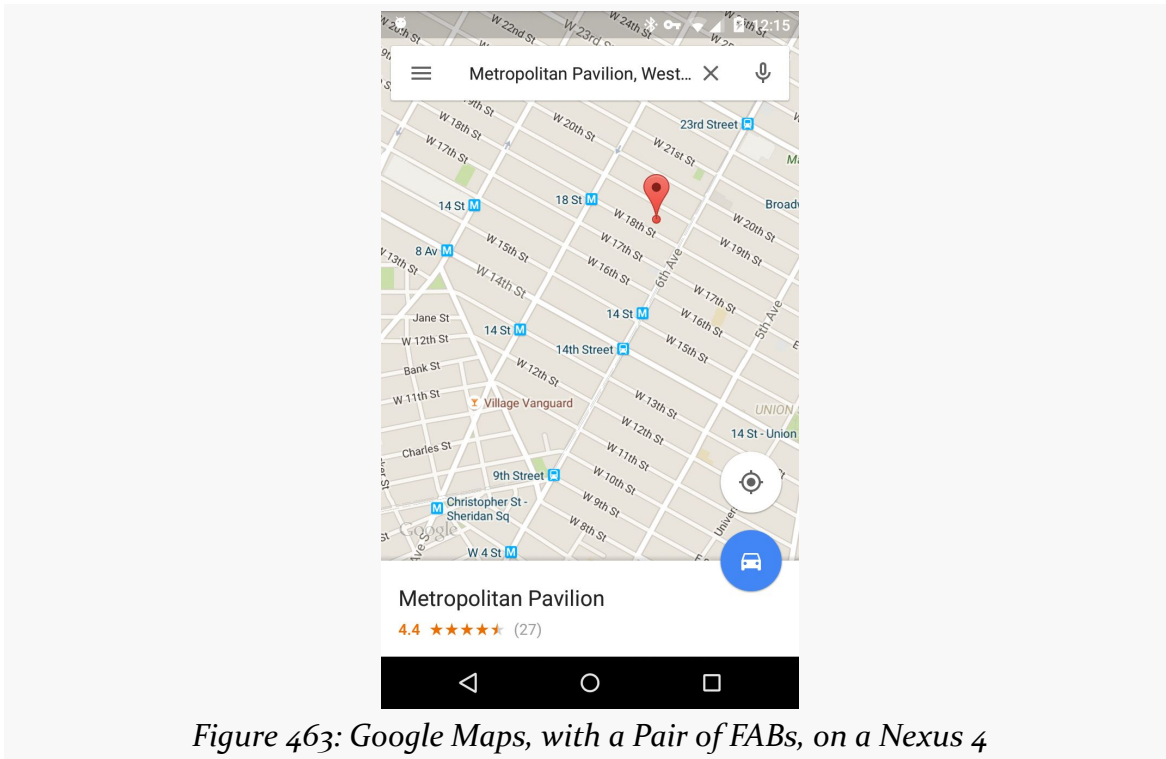 W 22nd St
W 23rd St
W 24th St
12:15
Metropolitan Pavilion, West...
23rd Street
W 20th St
W 18th St
W 17th St
W 21st St
14 St
18 St
Broadw
W 18th St
W 20th St
8 Av
W 15th St
W 17th St
W 19th St
W 13th St
W 14th St
W 16th St
6th Ave
W 17th St
Jane St
14 St
W 16th St
5th Ave
14 St
W 12th St
14th Street
W 15th St
Bank St
W 12th St
W 11th St
Village Vanguard
W 13th St
UNION
W 12th St
14 St - Union
Charles St
W 11th St
9th Street
W 10th St
Christopher St -
Sheridan Sq
W 9th St
Univer
Google
W 8th St
W 4 St
Metropolitan Pavilion
4.4 (27)
Figure 463: Google Maps, with a Pair of FABs, on a Nexus 4